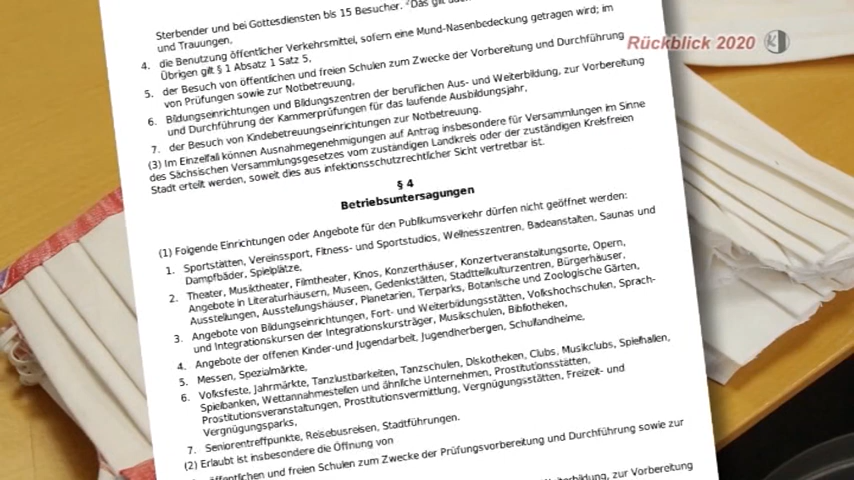 Sterbender und bei Gottesdiensten bis 15 Besucher. ²Das gilt auch
und Trauungen,
4. die Benutzung öffentlicher Verkehrsmittel, sofern eine Mund-Nasenbedeckung getragen wird; im
Übrigen gilt § 1 Absatz 1 Satz 5,
5. der Besuch von öffentlichen und freien Schulen zum Zwecke der Vorbereitung und Durchführung
von Prüfungen sowie zur Notbetreuung,
6. Bildungseinrichtungen und Bildungszentren der beruflichen Aus- und Weiterbildung, zur Vorbereitung
und Durchführung der Kammerprüfungen für das laufende Ausbildungsjahr,
7. der Besuch von Kindebetreuungseinrichtungen zur Notbetreuung.
(3) Im Einzelfall können Ausnahmegenehmigungen auf Antrag insbesondere für Versammlungen im Sinne
des Sächsischen Versammlungsgesetzes vom zuständigen Landkreis oder der zuständigen Kreisfreien
Stadt erteilt werden, soweit dies aus infektionsschutzrechtlicher Sicht vertretbar ist.
§ 4
Betriebsuntersagungen
(1) Folgende Einrichtungen oder Angebote für den Publikumsverkehr dürfen nicht geöffnet werden:
1. Sportstätten, Vereinssport, Fitness- und Sportstudios, Wellnesszentren, Badeanstalten, Saunas und
Dampfbäder, Spielplätze,
2. Theater, Musiktheater, Filmtheater, Kinos, Konzerthäuser, Konzertveranstaltungsorte, Opern,
Angebote in Literaturhäusern, Museen, Gedenkstätten, Stadtteilkulturzentren, Bürgerhäuser,
Ausstellungen, Ausstellungshäuser, Planetarien, Tierparks, Botanische und Zoologische Gärten,
3. Angebote von Bildungseinrichtungen, Fort- und Weiterbildungsstätten, Volkshochschulen, Sprach-
und Integrationskursen der Integrationskursträger, Musikschulen, Bibliotheken,
4. Angebote der offenen Kinder-und Jugendarbeit, Jugendherbergen, Schullandheime,
5. Messen, Spezialmärkte,
6. Volksfeste, Jahrmärkte, Tanzlustbarkeiten, Tanzschulen, Diskotheken, Clubs, Musikclubs, Spielhallen,
Spielbanken, Wettannahmestellen und ähnliche Unternehmen, Prostitutionsstätten,
Prostitutionsveranstaltungen, Prostitutionsvermittlung, Vergnügungsstätten, Freizeit- und
Vergnügungsparks,
7. Seniorentreffpunkte, Reisebusreisen, Stadtführungen.
(2) Erlaubt ist insbesondere die Öffnung von
öffentlichen und freien Schulen zum Zwecke der Prüfungsvorbereitung und Durchführung sowie zur
Weiterbildung, zur Vorbereitung
Rückblick 2020